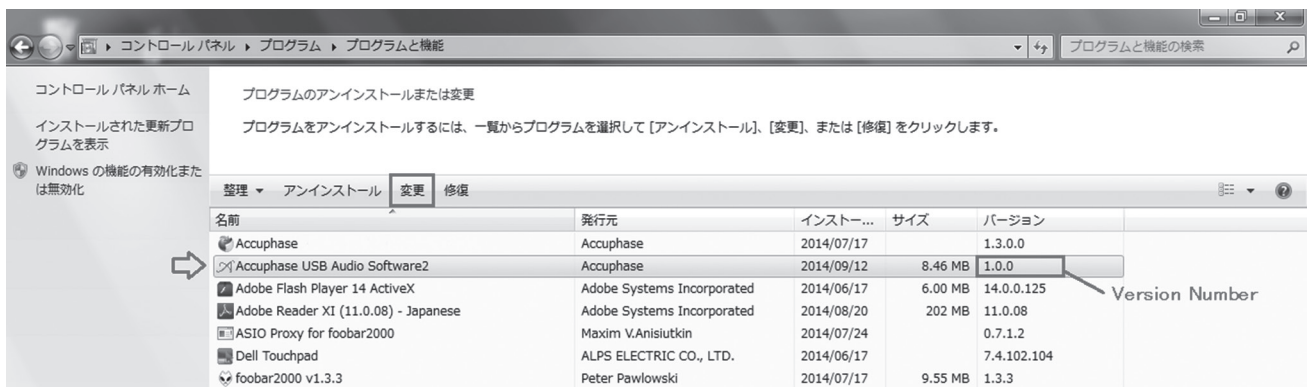 コントロール パネル ▸ プログラム ▸ プログラムと機能
プログラムと機能の検索
コントロール パネル ホーム
インストールされた更新プロ
グラムを表示
Windows の機能の有効化また
は無効化
プログラムのアンインストールまたは変更
プログラムをアンインストールするには、一覧からプログラムを選択して [アンインストール]、[変更]、または [修復] をクリックします。
整理 ▼ アンインストール 変更 修復
名前 発行元 インストー... サイズ バージョン
Accuphase Accuphase 2014/07/17 1.3.0.0
Accuphase USB Audio Software2 Accuphase 2014/09/12 8.46 MB 1.0.0
Adobe Flash Player 14 ActiveX Adobe Systems Incorporated 2014/06/17 6.00 MB 14.0.0.125
Adobe Reader XI (11.0.08) - Japanese Adobe Systems Incorporated 2014/08/20 202 MB 11.0.08
ASIO Proxy for foobar2000 Maxim V.Anisiutkin 2014/07/24 0.7.1.2
Dell Touchpad ALPS ELECTRIC CO., LTD. 2014/06/17 7.4.102.104
foobar2000 v1.3.3 Peter Pawlowski 2014/07/17 9.55 MB 1.3.3
Version Number